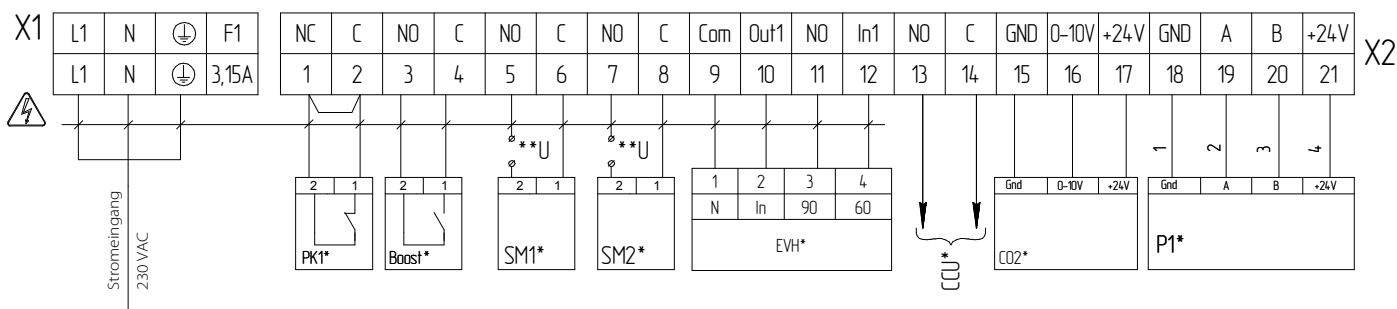 X1 L1 N F1 NC C NO C NO C NO C Com Out1 NO In1 NO C GND 0-10V +24V GND A B +24V X2
L1 N 3,15A 1 2 3 4 5 6 7 8 9 10 11 12 13 14 15 16 17 18 19 20 21
**U **U
1 2 3 4
2 1 2 1 2 1 2 1 1 2 3 4 Gnd 0-10V +24V Gnd A B +24V
N In 90 60
PK1* Boost* SM1* SM2* EVH* CCU* CO2* P1*
Stromeingang
230 VAC